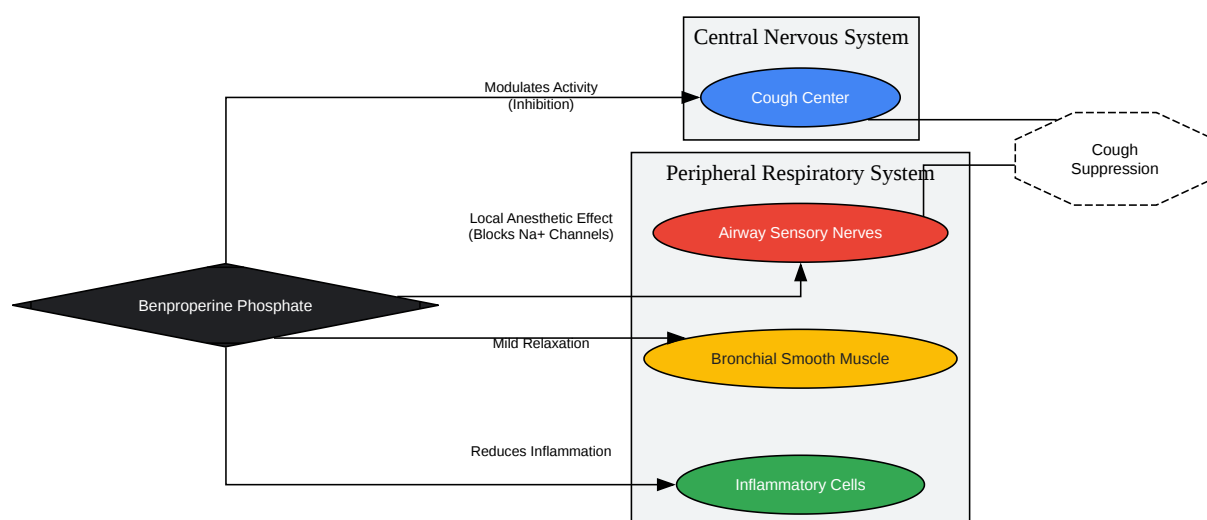 Central Nervous System
Modulates Activity
(Inhibition)
Cough Center
Cough
Suppression
Peripheral Respiratory System
Local Anesthetic Effect
(Blocks Na+ Channels)
Airway Sensory Nerves
Benproperine Phosphate
Mild Relaxation
Bronchial Smooth Muscle
Reduces Inflammation
Inflammatory Cells